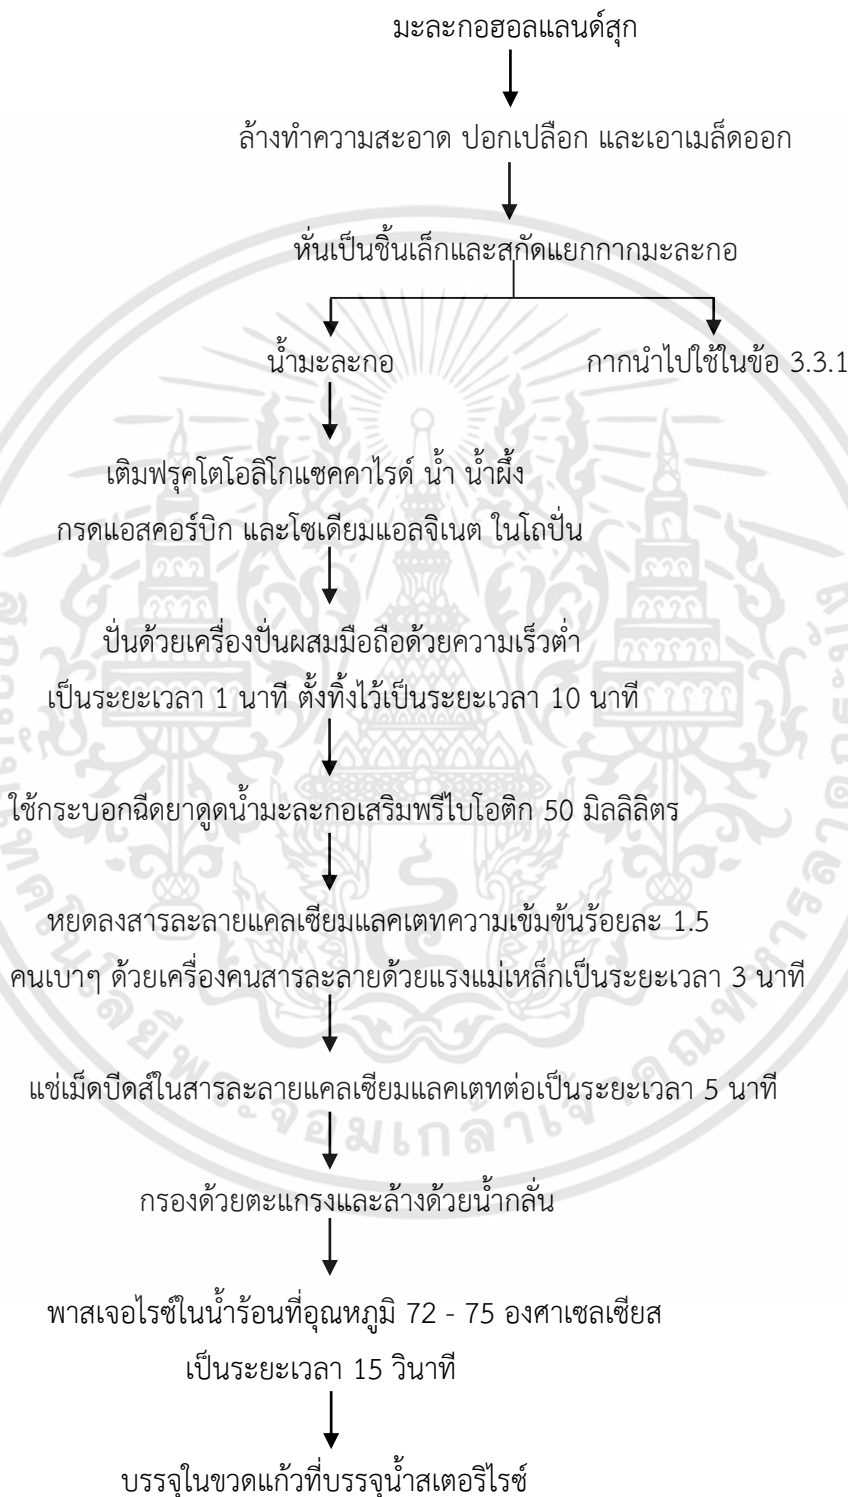 มะละกอฮอลแลนด์สุก
ล้างทำความสะอาด ปอกเปลือก และเอาเมล็ดออก
หั่นเป็นชิ้นเล็กและสกัดแยกกากมะละกอ
น้ำมะละกอ
กากนำไปใช้ในข้อ 3.3.1
เติมฟรุคโตโอลิโกแซคคาไรด์ น้ำ น้ำผึ้ง
กรดแอสคอร์บิก และโซเดียมแอลจิเนต ในโถปั่น
ปั่นด้วยเครื่องปั่นผสมมือถือด้วยความเร็วต่ำ
เป็นระยะเวลา 1 นาที ตั้งทิ้งไว้เป็นระยะเวลา 10 นาที
ใช้กระบอกฉีดยาดูดน้ำมะละกอเสริมพรีไบโอติก 50 มิลลิลิตร
หยดลงสารละลายแคลเซียมแลคเตทความเข้มข้นร้อยละ 1.5
คนเบาๆ ด้วยเครื่องคนสารละลายด้วยแรงแม่เหล็กเป็นระยะเวลา 3 นาที
แช่เม็ดบีดส์ในสารละลายแคลเซียมแลคเตทต่อเป็นระยะเวลา 5 นาที
กรองด้วยตะแกรงและล้างด้วยน้ำกลั่น
พาสเจอไรซ์ในน้ำร้อนที่อุณหภูมิ 72 - 75 องศาเซลเซียส
เป็นระยะเวลา 15 วินาที
บรรจุในขวดแก้วที่บรรจุน้ำสเตอริไรซ์